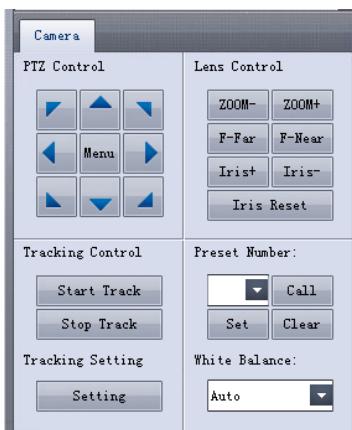 Camera
PTZ Control
Menu
Lens Control
ZOOM- ZOOM+
F-Far F-Near
Irist Iris-
Iris Reset
Tracking Control
Start Track
Stop Track
Tracking Setting
Setting
Preset Number:
Call
Set Clear
White Balance:
Auto